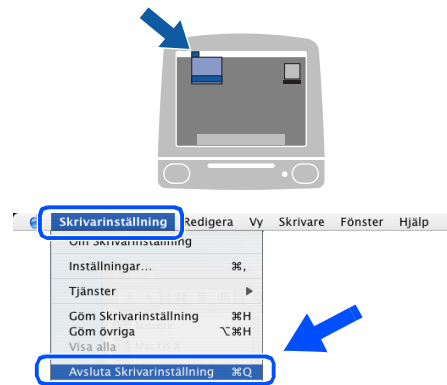 Skrivarinställning Redigera Vy Skrivare Fönster Hjälp
Om Skrivarinställning
Inställningar... ⌘,
Tjänster ▶
Göm Skrivarinställning ⌘H
Göm övriga ⌥⌘H
Visa alla
Avsluta Skrivarinställning ⌘Q